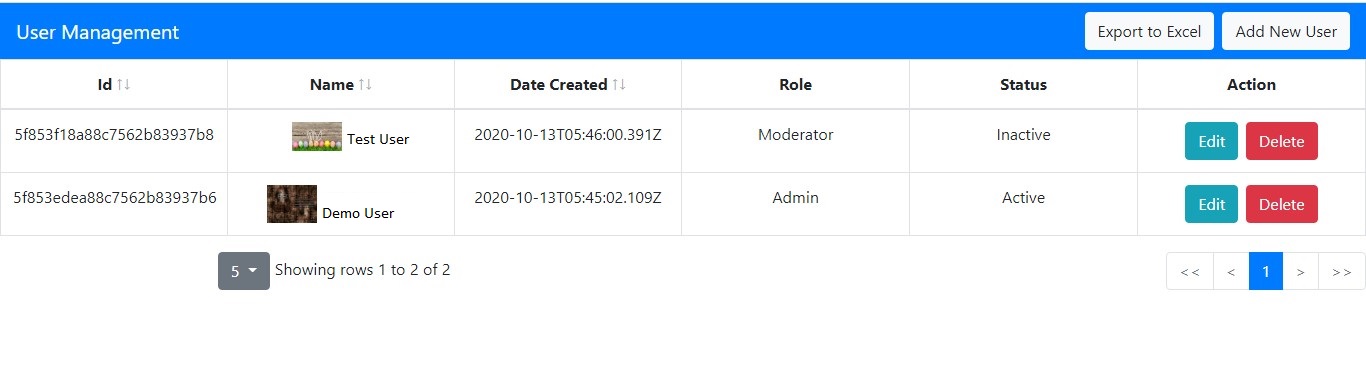 User Management Export to Excel Add New User
Id ↑↓ Name ↑↓ Date Created ↑↓ Role Status Action
5f853f18a88c7562b83937b8 Test User 2020-10-13T05:46:00.391Z Moderator Inactive Edit Delete
5f853edea88c7562b83937b6 Demo User 2020-10-13T05:45:02.109Z Admin Active Edit Delete
5 Showing rows 1 to 2 of 2 << < 1 > >>